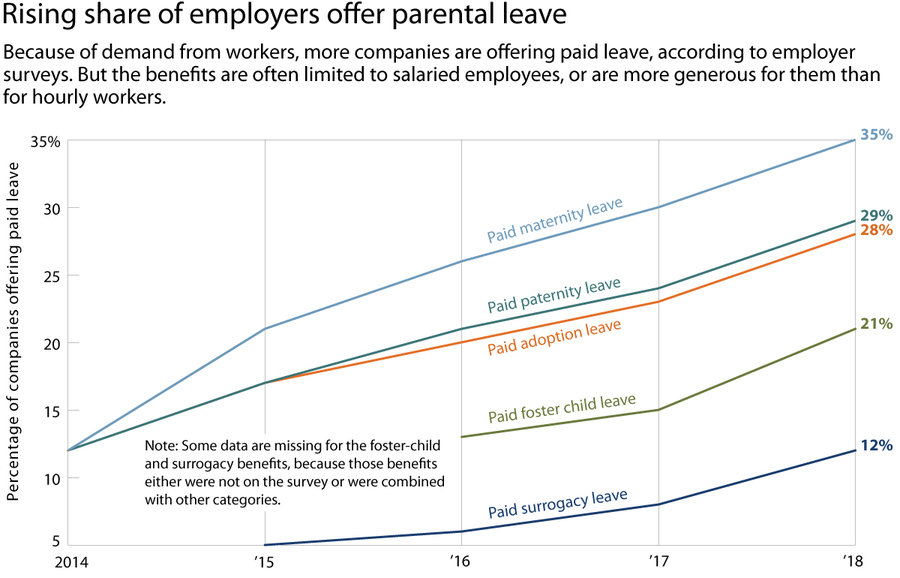 Rising share of employers offer parental leave
Because of demand from workers, more companies are offering paid leave, according to employer
surveys. But the benefits are often limited to salaried employees, or are more generous for them than
for hourly workers.
Percentage of companies offering paid leave
35%
30
25
20
15
10
5
2014
’15
’16
’17
’18
Paid maternity leave
35%
Paid paternity leave
29%
Paid adoption leave
28%
Paid foster child leave
21%
Paid surrogacy leave
12%
Note: Some data are missing for the foster-child
and surrogacy benefits, because those benefits
either were not on the survey or were combined
with other categories.